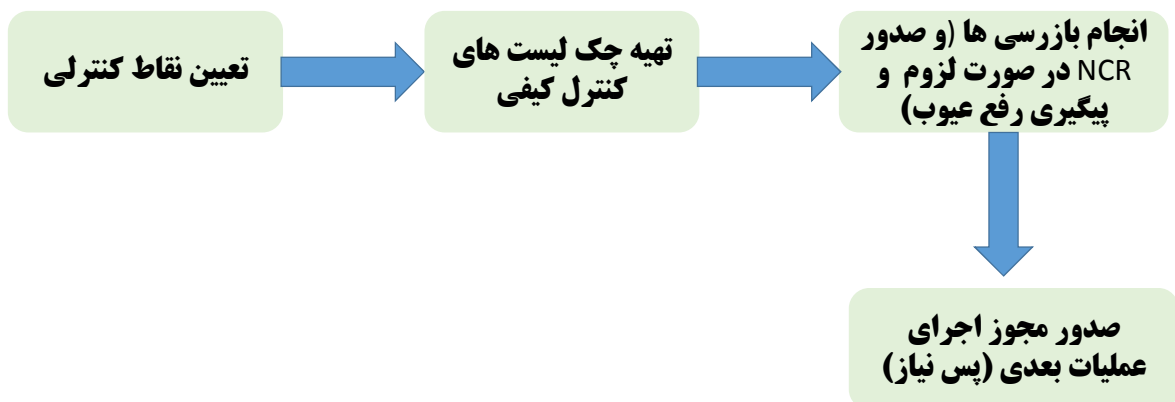 تعیین نقاط کنترلی
تهیه چک لیست های
کنترل کیفی
انجام بازرسی ها (و صدور
NCR در صورت لزوم و
پیگیری رفع عیوب)
صدور مجوز اجرای
عملیات بعدی (پس نیاز)